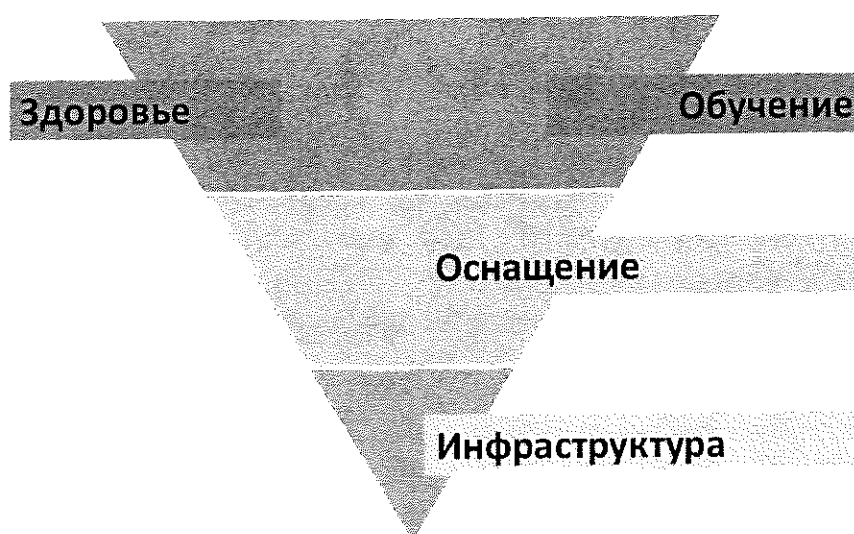 Здоровье
Обучение
Оснащение
Инфраструктура